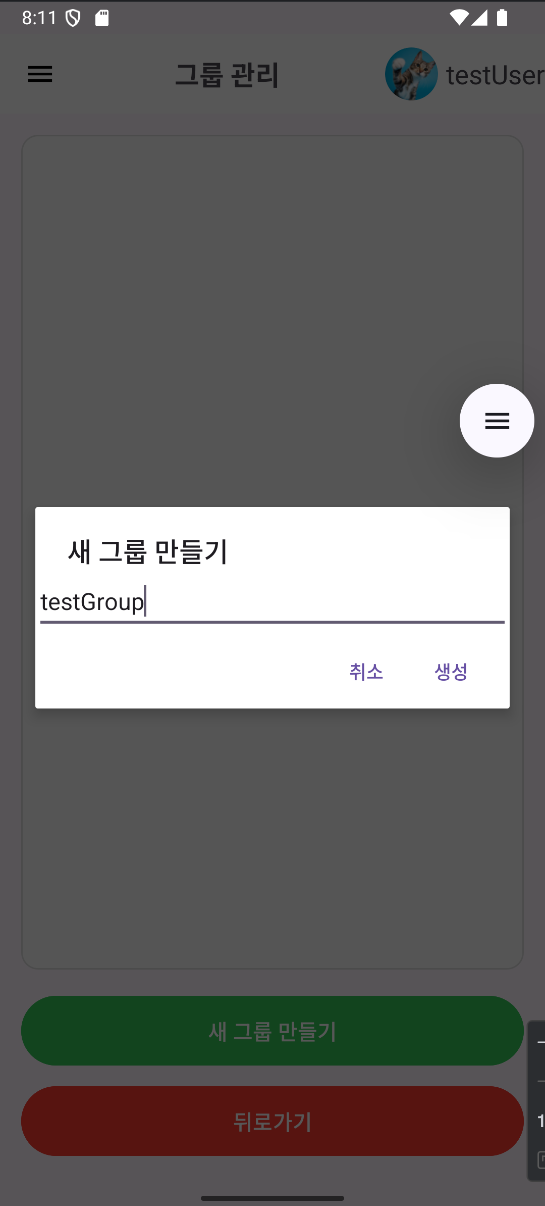 8:11
그룹 관리
testUser
새 그룹 만들기
testGroup
취소 생성
새 그룹 만들기
뒤로가기
1